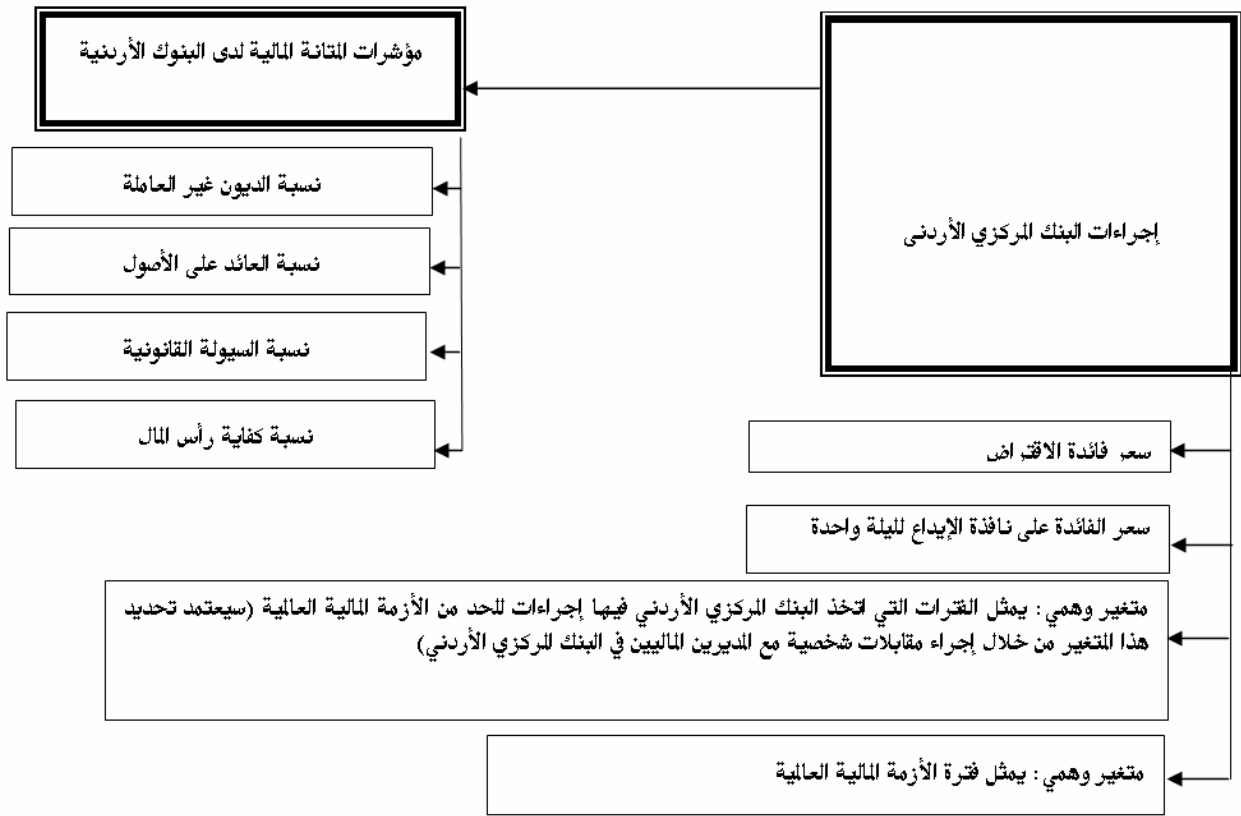 إجراءات البنك المركزي الأردني
سعر فائدة الاقتراض
سعر الفائدة على نافذة الإيداع لليلة واحدة
متغير وهمي: يمثل الفترات التي اتخذ البنك المركزي الأردني فيها إجراءات للحد من الأزمة المالية العالمية (سيعتمد تحديد
هذا المتغير من خلال إجراء مقابلات شخصية مع المديرين الماليين في البنك المركزي الأردني)
متغير وهمي: يمثل فترة الأزمة المالية العالمية
مؤشرات المتانة المالية لدى البنوك الأردنية
نسبة الديون غير العاملة
نسبة العائد على الأصول
نسبة السيولة القانونية
نسبة كفاية رأس المال